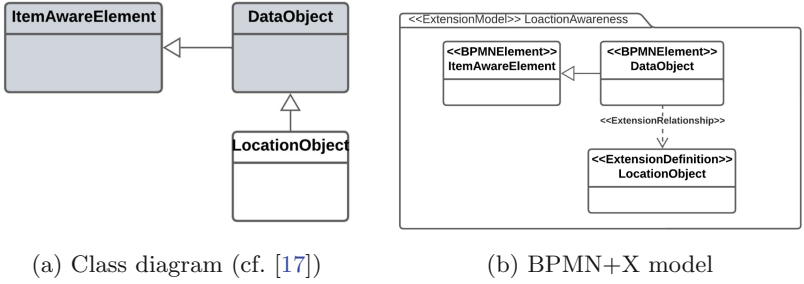 ItemAwareElement
DataObject
LocationObject
(a) Class diagram (cf. [17])
<<ExtensionModel>> LoactionAwareness
<<BPMNElement>>
ItemAwareElement
<<BPMNElement>>
DataObject
<<ExtensionRelationship>>
<<ExtensionDefinition>>
LocationObject
(b) BPMN+X model